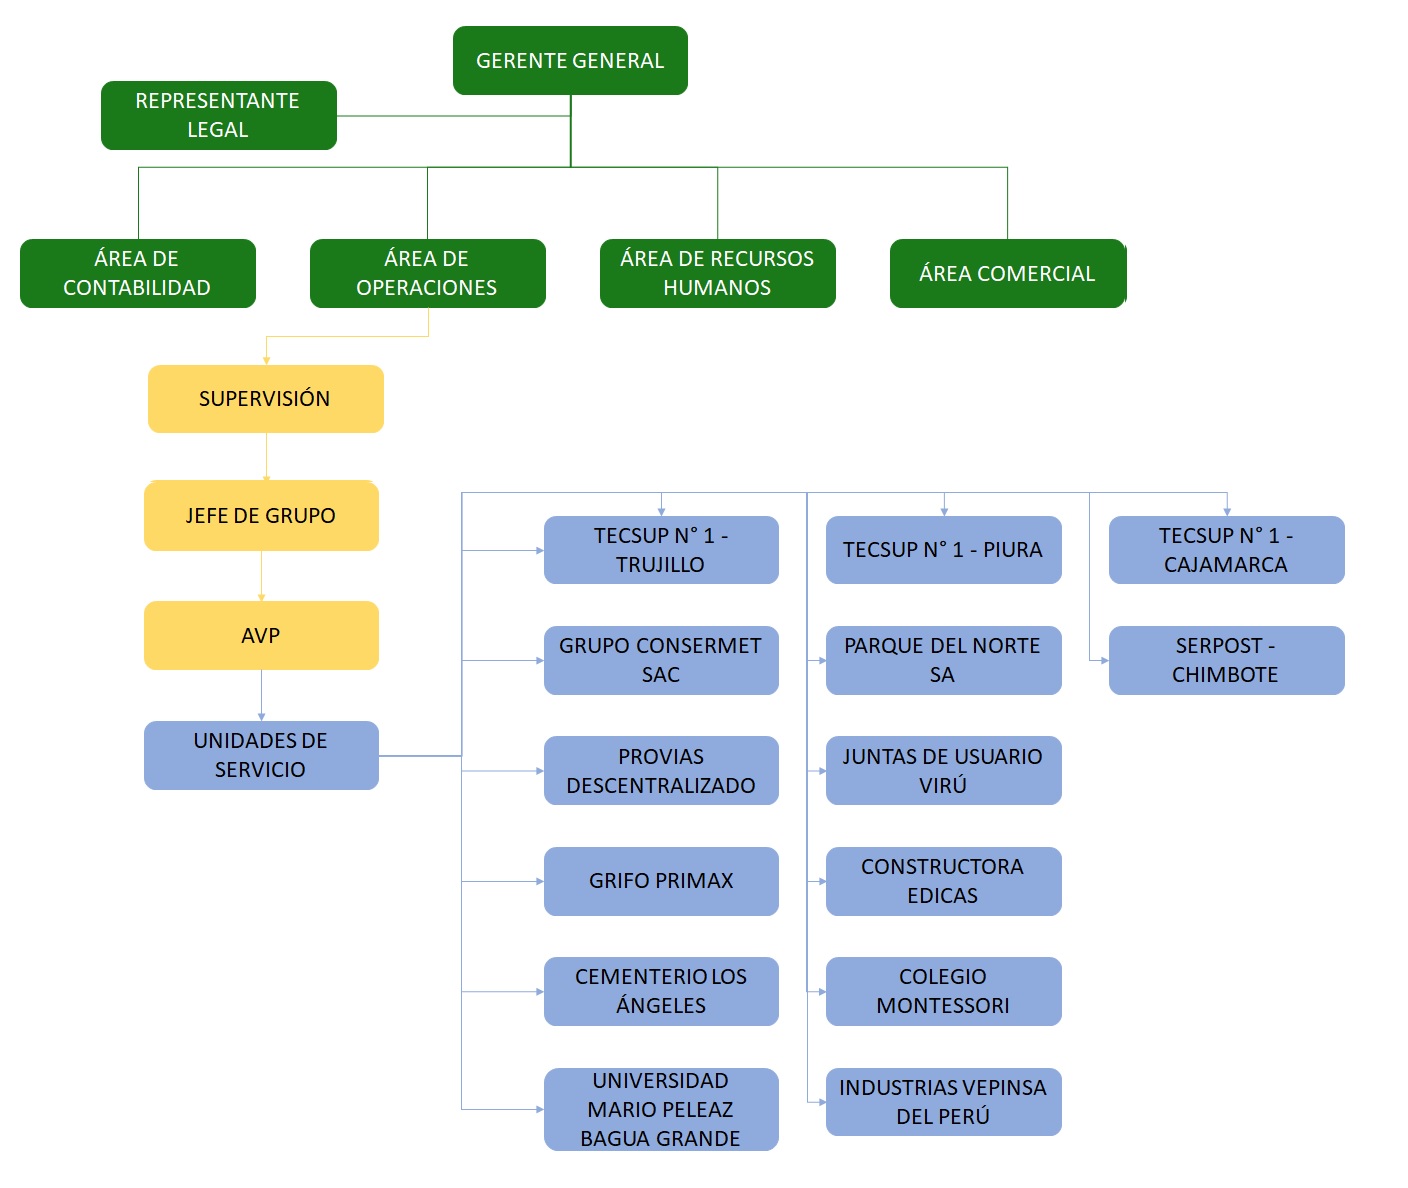 GERENTE GENERAL
REPRESENTANTE
LEGAL
ÁREA DE
CONTABILIDAD
ÁREA DE
OPERACIONES
ÁREA DE RECURSOS
HUMANOS
ÁREA COMERCIAL
SUPERVISIÓN
JEFE DE GRUPO
AVP
UNIDADES DE
SERVICIO
TECSUP N° 1 -
TRUJILLO
GRUPO CONSERMET
SAC
PROVIAS
DESCENTRALIZADO
GRIFO PRIMAX
CEMENTERIO LOS
ÁNGELES
UNIVERSIDAD
MARIO PELEAZ
BAGUA GRANDE
TECSUP N° 1 - PIURA
PARQUE DEL NORTE
SA
JUNTAS DE USUARIO
VIRÚ
CONSTRUCTORA
EDICAS
COLEGIO
MONTESSORI
INDUSTRIAS VEPINSA
DEL PERÚ
TECSUP N° 1 -
CAJAMARCA
SERPOST -
CHIMBOTE